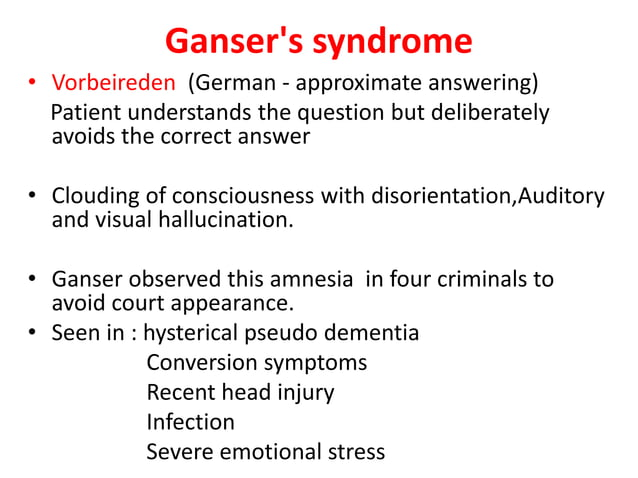 Ganser's syndrome
• Vorbeireden (German - approximate answering)
Patient understands the question but deliberately
avoids the correct answer
• Clouding of consciousness with disorientation,Auditory
and visual hallucination.
• Ganser observed this amnesia in four criminals to
avoid court appearance.
• Seen in : hysterical pseudo dementia
Conversion symptoms
Recent head injury
Infection
Severe emotional stress